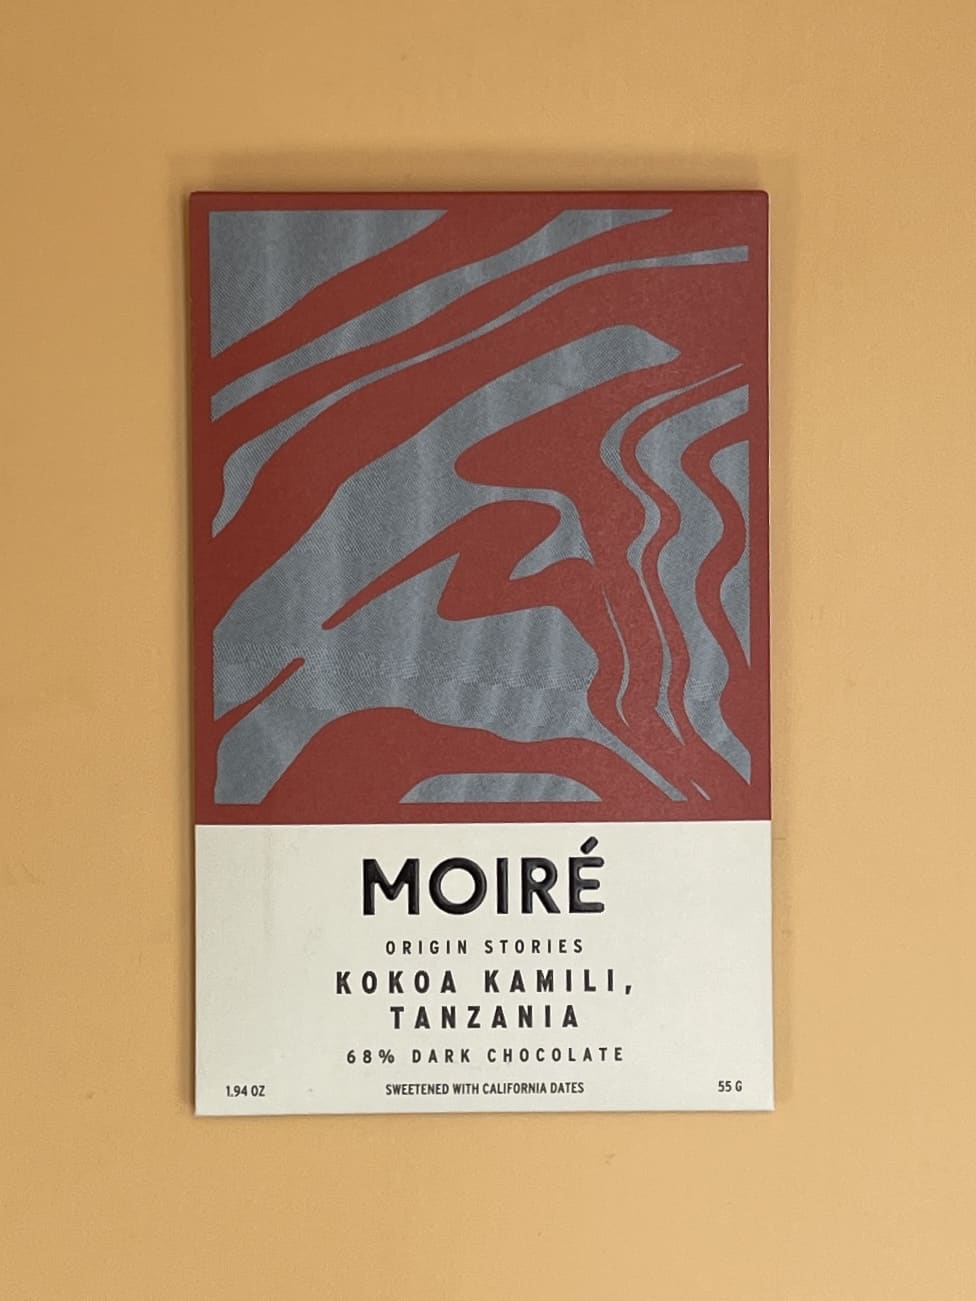 MOIRÉ
ORIGIN STORIES
KOKOA KAMILI,
TANZANIA
68% DARK CHOCOLATE
1.94 OZ SWEETENED WITH CALIFORNIA DATES 55 G